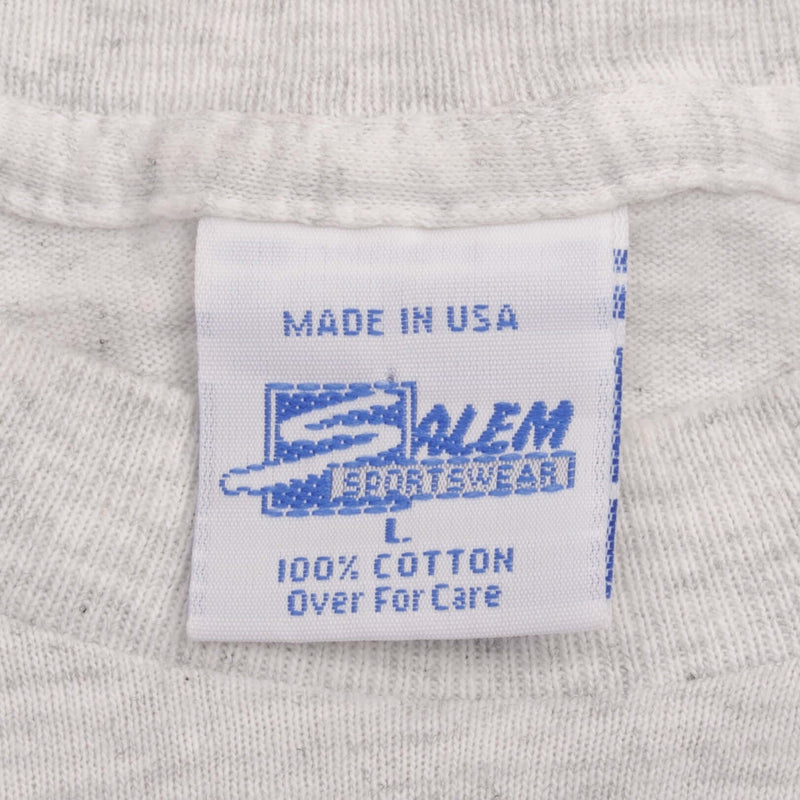 MADE IN USA
SALEM
SPORTSWEAR
L.
100% COTTON
Over For Care